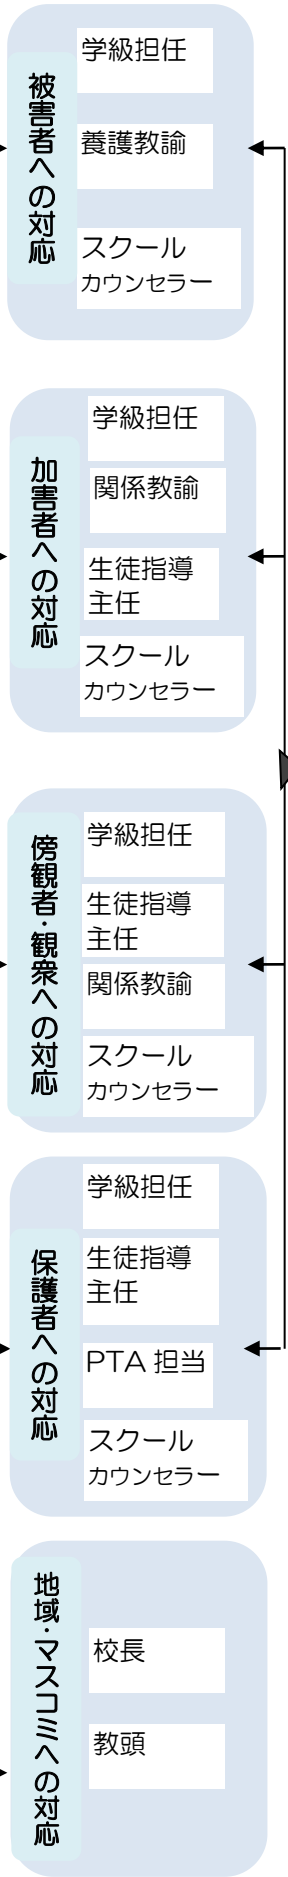 被害者への対応
学級担任
養護教諭
スクール
カウンセラー
加害者への対応
学級担任
関係教諭
生徒指導
主任
スクール
カウンセラー
傍観者・観衆への対応
学級担任
生徒指導
主任
関係教諭
スクール
カウンセラー
保護者への対応
学級担任
生徒指導
主任
PTA 担当
スクール
カウンセラー
地域・マスコミへの対応
校長
教頭